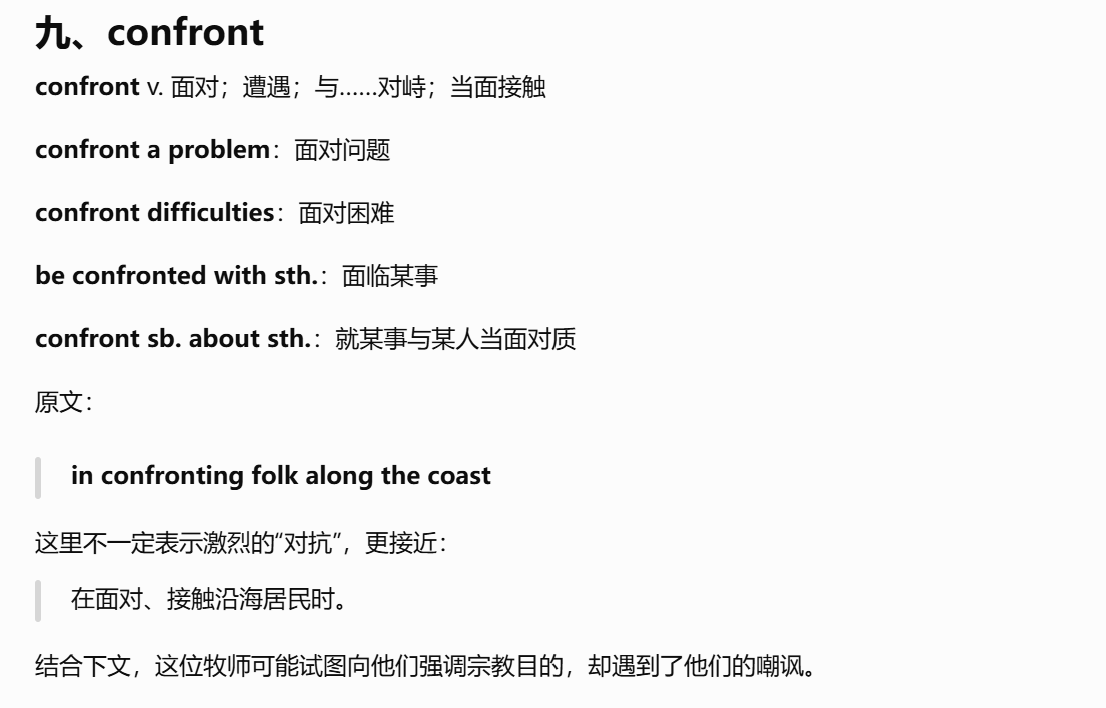 九、confront
confront v. 面对；遭遇；与……对峙；当面接触
confront a problem：面对问题
confront difficulties：面对困难
be confronted with sth.：面临某事
confront sb. about sth.：就某事与某人当面对质
原文：
in confronting folk along the coast
这里不一定表示激烈的“对抗”，更接近：
在面对、接触沿海居民时。
结合下文，这位牧师可能试图向他们强调宗教目的，却遇到了他们的嘲讽。